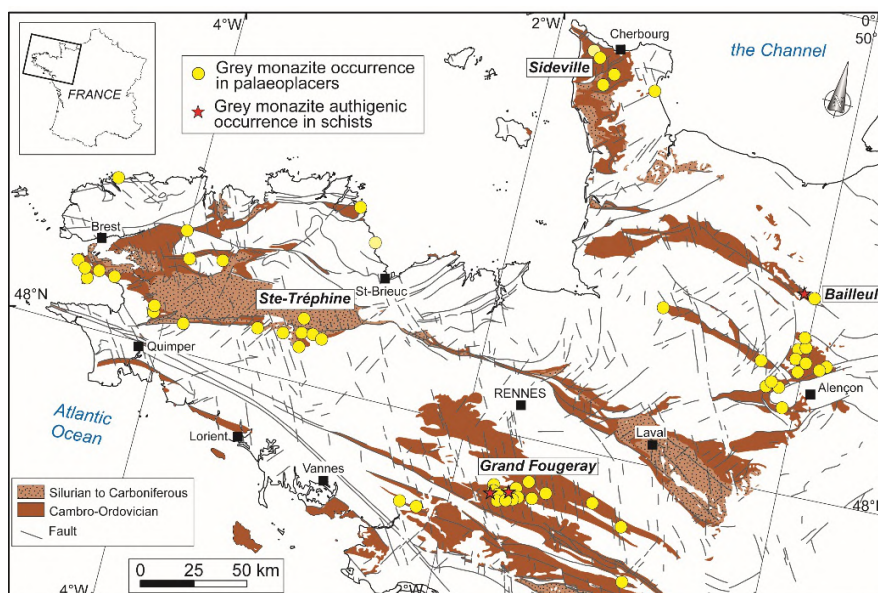 4°W
2°W
0°
50°
Cherbourg
the Channel
Sideville
FRANCE
Grey monazite occurrence
in palaeoplacers
Grey monazite authigenic
occurrence in schists
Brest
St-Brieuc
Bailleul
48°N
Ste-Tréphine
Quimper
RENNES
Alençon
Atlantic
Ocean
Lorient
Laval
Vannes
Grand Fougeray
Silurian to Carboniferous
Cambro-Ordovician
Fault
48°N
4°W
0 25 50 km
2°W